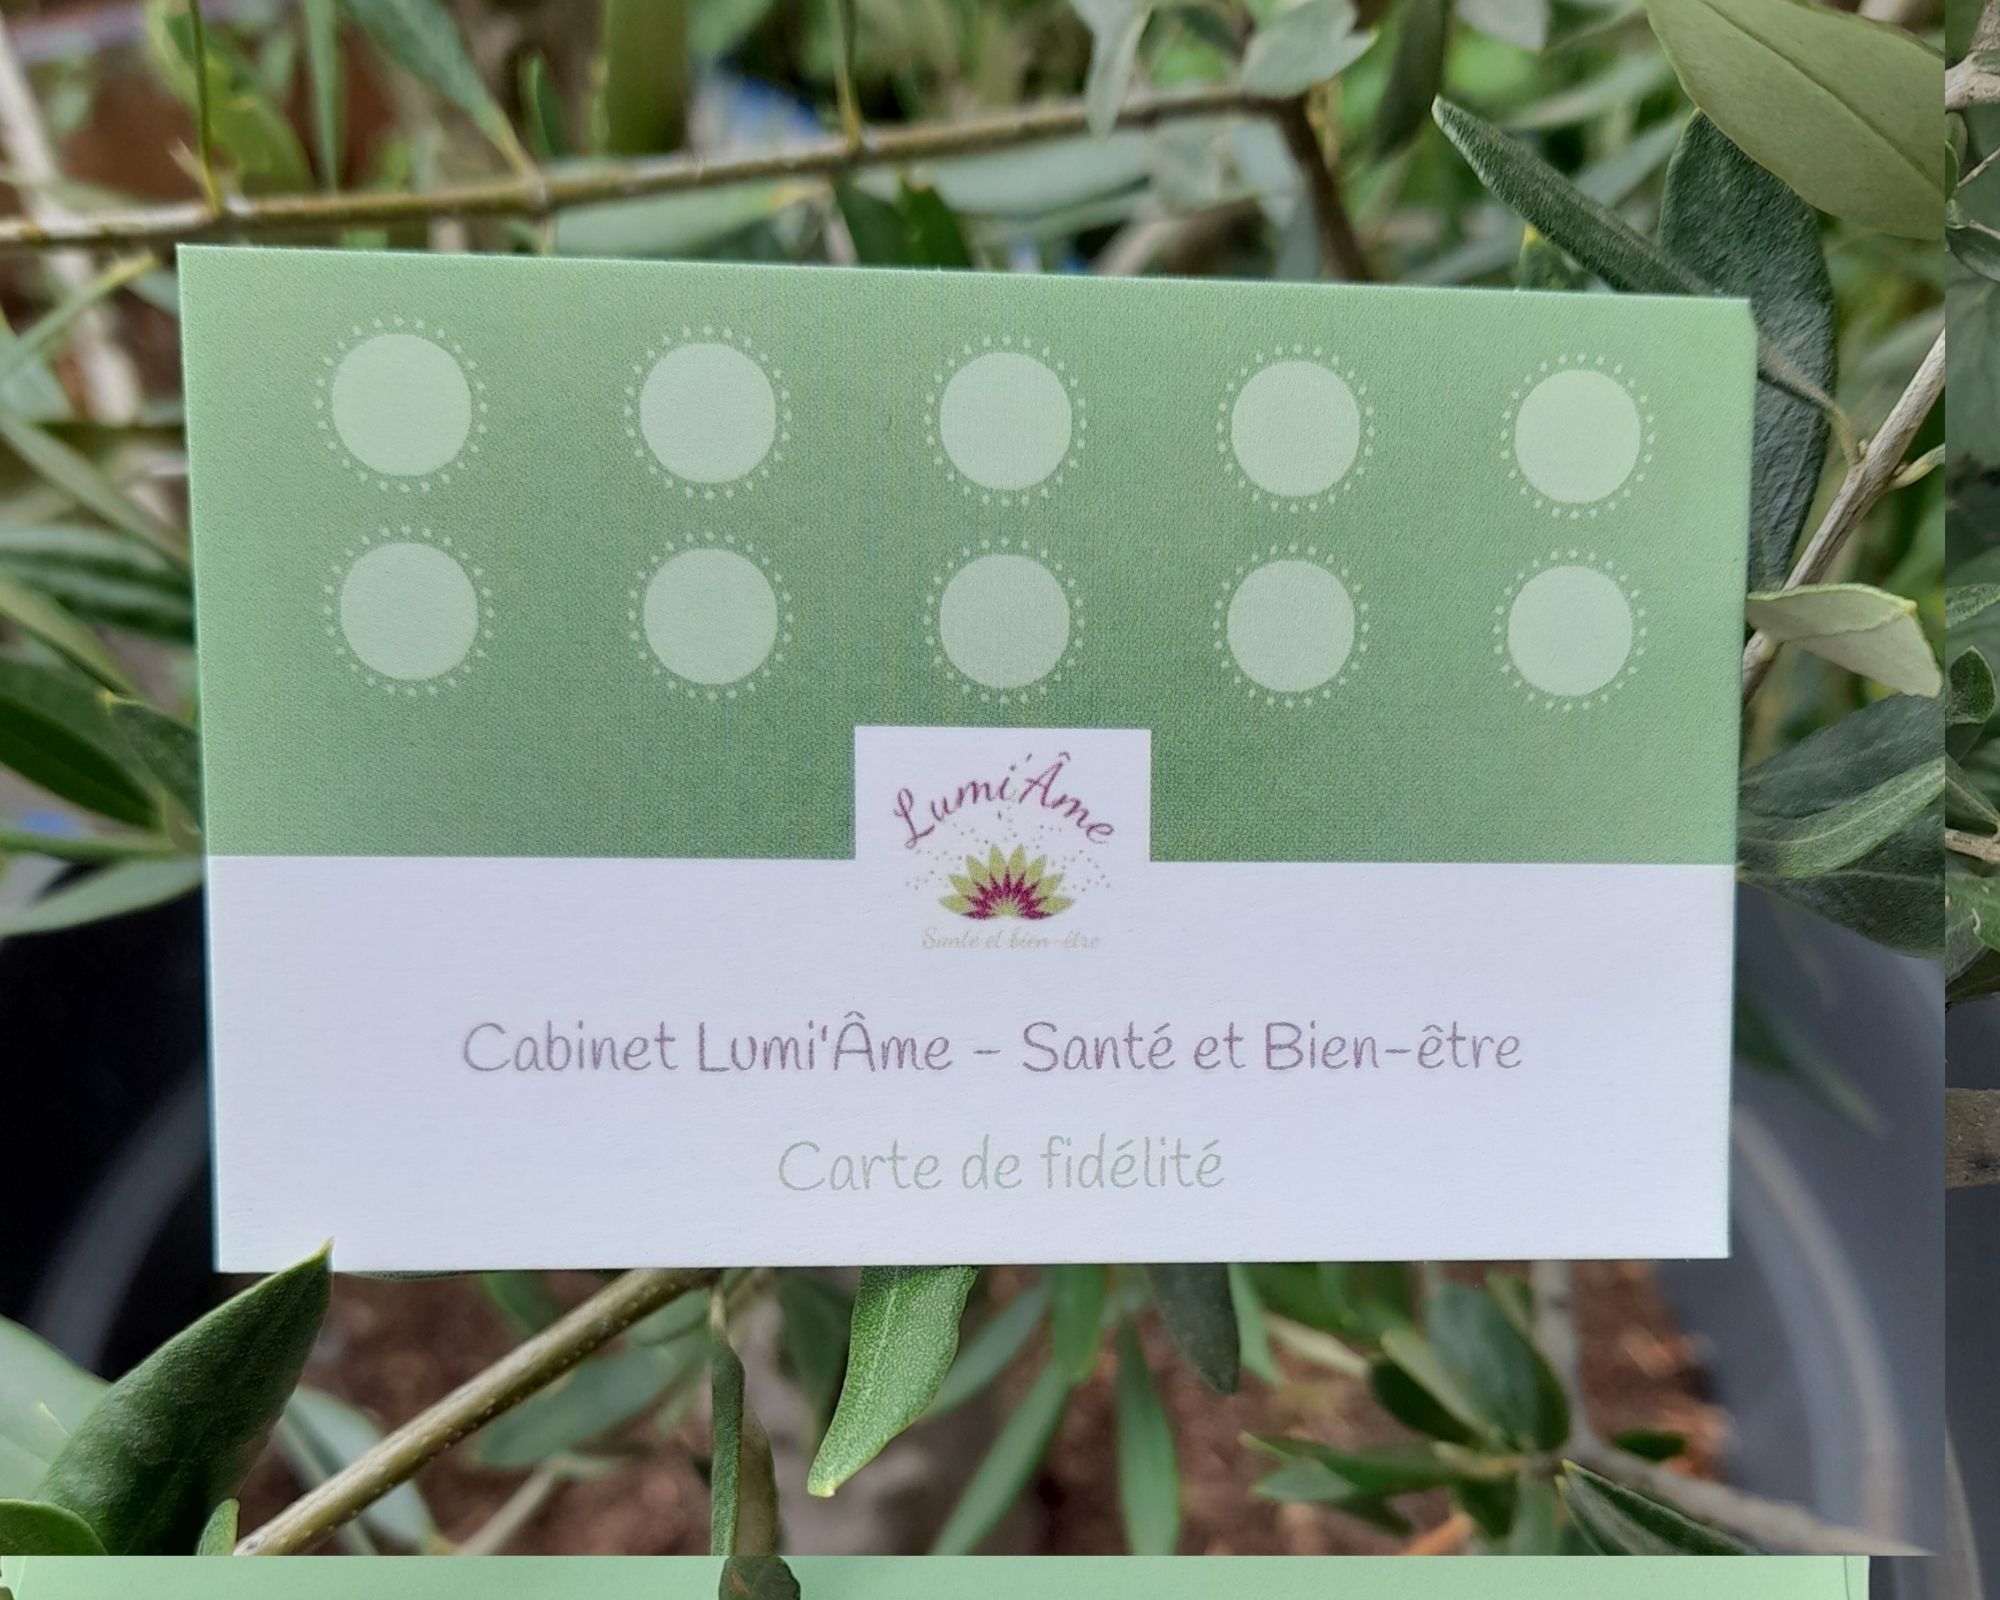 Lumi'Âme
Santé et bien-être
Cabinet Lumi'Âme - Santé et Bien-être
Carte de fidélité